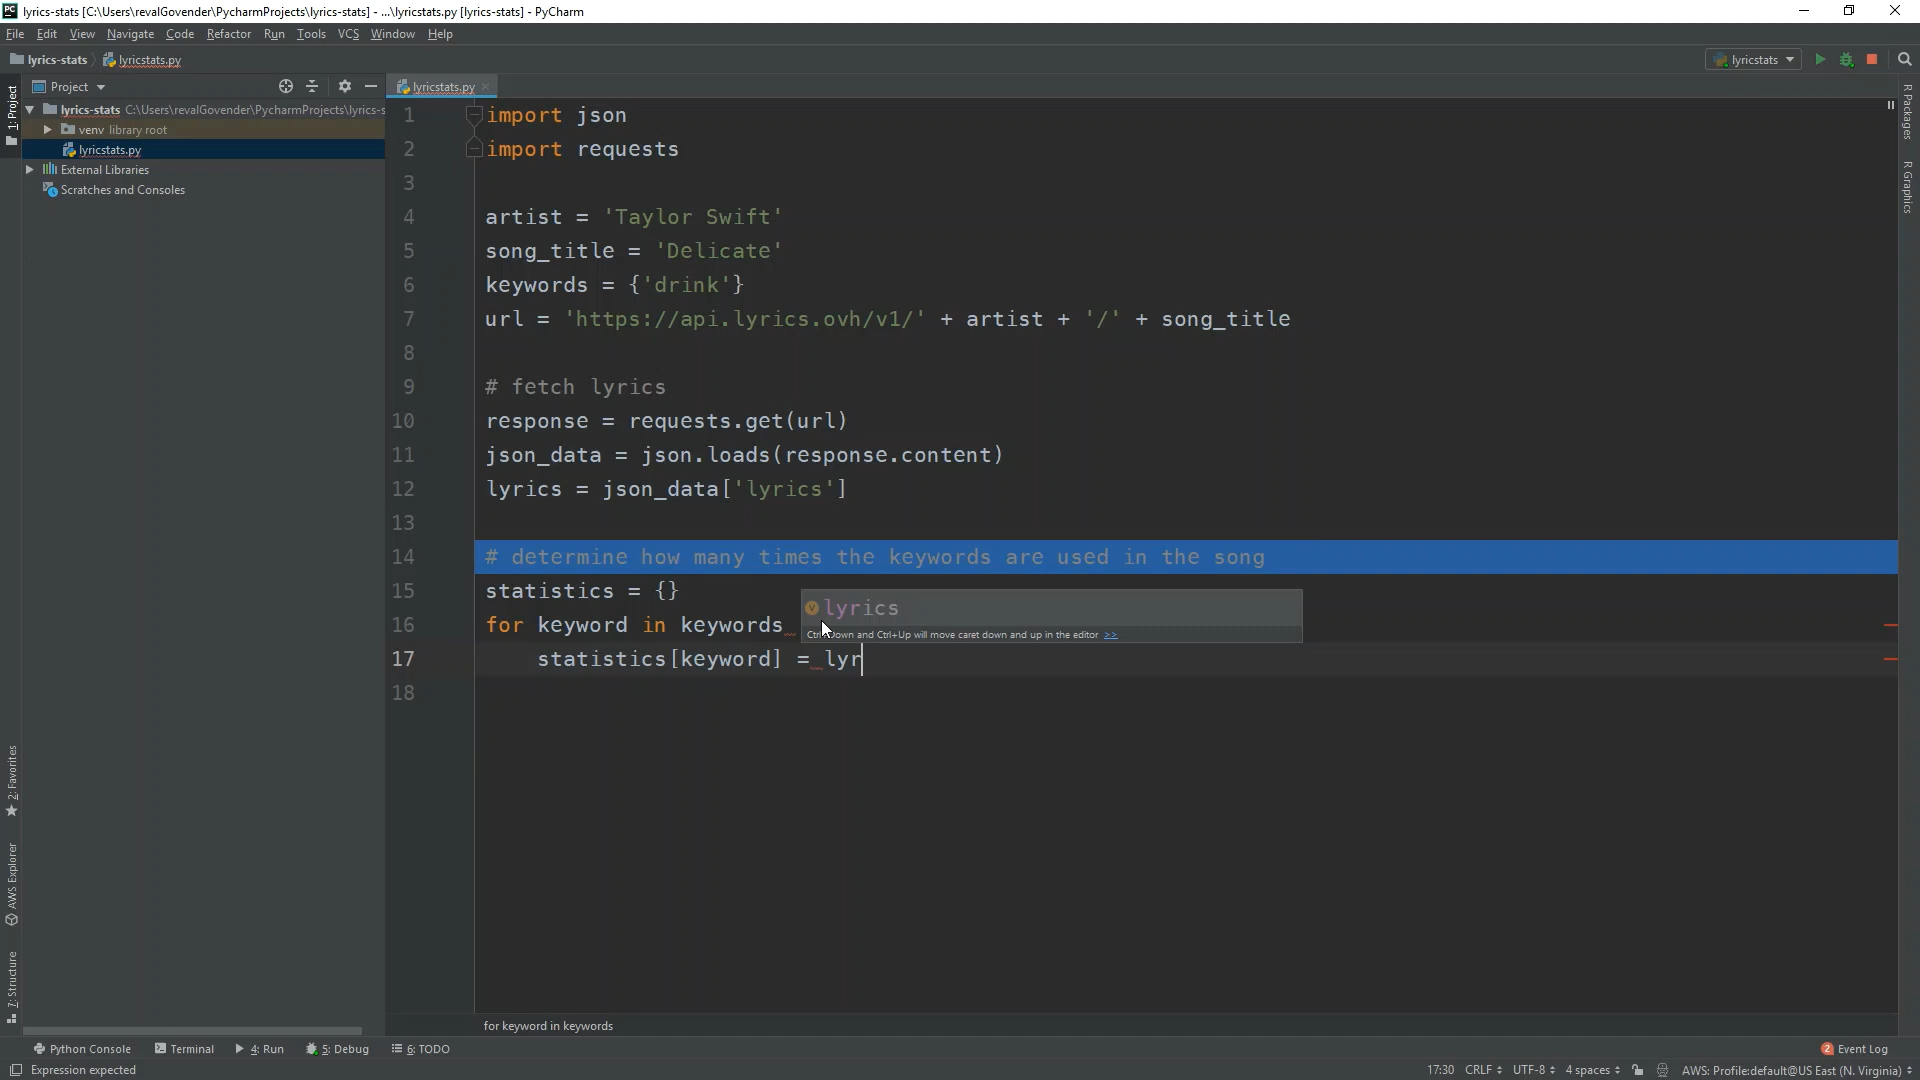 lyrics-stats [C:\Users\revalGovender\PycharmProjects\lyrics-stats] - ...\lyricstats.py [lyrics-stats] - PyCharm
File Edit View Navigate Code Refactor Run Tools VCS Window Help
lyrics-stats lyricstats.py
lyricstats
Project
lyricstats.py
lyrics-stats C:\Users\revalGovender\PycharmProjects\lyrics-s
venv library root
lyricstats.py
External Libraries
Scratches and Consoles
1: Project
2: Favorites
AWS Explorer
7: Structure
R Packages
R Graphics
1 import json
2 import requests
3
4 artist = 'Taylor Swift'
5 song_title = 'Delicate'
6 keywords = {'drink'}
7 url = 'https://api.lyrics.ovh/v1/' + artist + '/' + song_title
8
9 # fetch lyrics
10 response = requests.get(url)
11 json_data = json.loads(response.content)
12 lyrics = json_data['lyrics']
13
14 # determine how many times the keywords are used in the song
15 statistics = {}
lyrics
16 for keyword in keywords
Ctrl+Down and Ctrl+Up will move caret down and up in the editor >>
17 statistics[keyword] = lyr
18
for keyword in keywords
Python Console Terminal 4: Run 5: Debug 6: TODO 2 Event Log
Expression expected 17:30 CRLF UTF-8 4 spaces AWS: Profile:default@US East (N. Virginia)